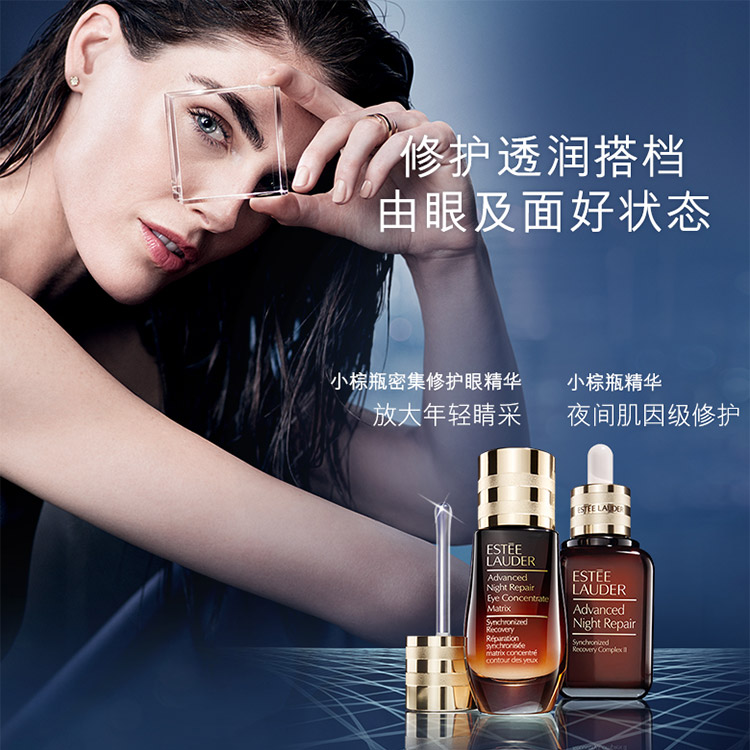 修护透润搭档
由眼及面好状态
小棕瓶密集修护眼精华
放大年轻睛采
小棕瓶精华
夜间肌因级修护
ESTĒE
LAUDER
Advanced
Night Repair
Eye Concentrate
Matrix
Synchronized
Recovery
Réparation
synchronisée
matrix concentré
contour des yeux
ESTĒE LAUDER
ESTĒE
LAUDER
Advanced
Night Repair
Synchronized
Recovery Complex II